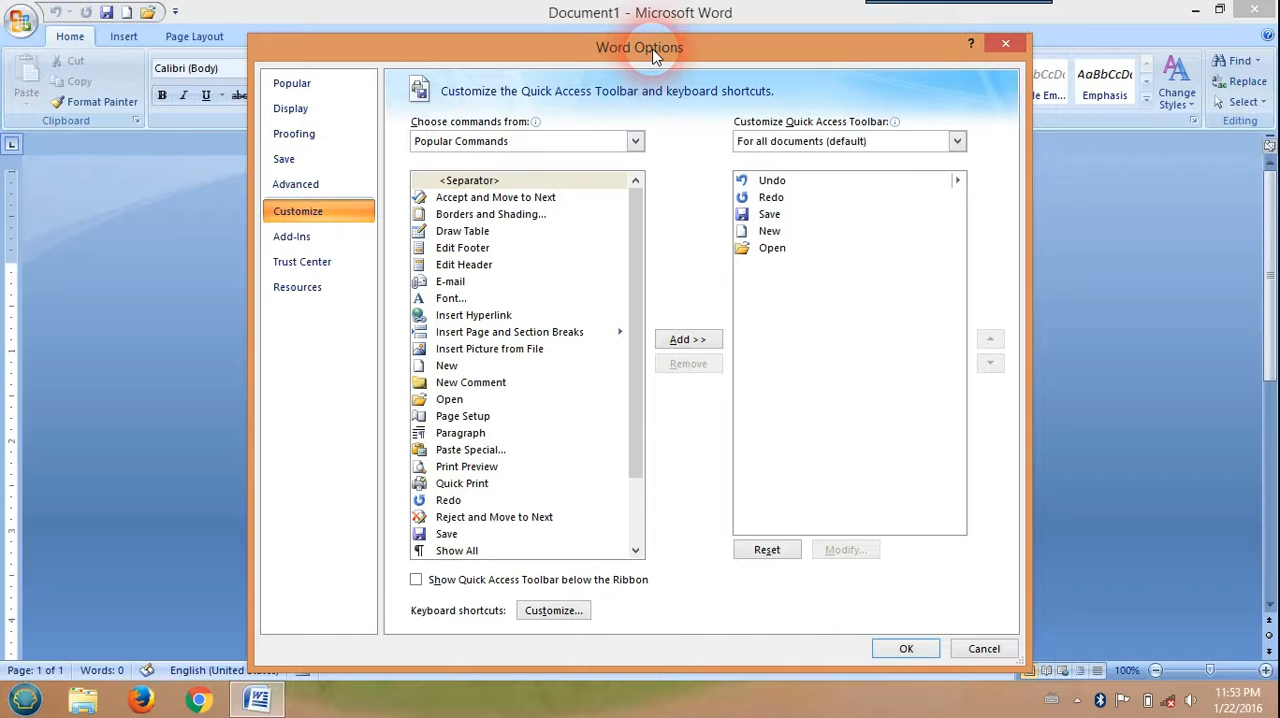 Document1 - Microsoft Word
Home Insert Page Layout
Cut
Copy
Paste
Format Painter
Clipboard
Calibri (Body)
B I U abc
Word Options
?
Emphasis
Change
Styles
Find
Replace
Select
Editing
Popular
Display
Proofing
Save
Advanced
Customize
Add-Ins
Trust Center
Resources
Customize the Quick Access Toolbar and keyboard shortcuts.
Choose commands from:
Popular Commands
<Separator>
Accept and Move to Next
Borders and Shading...
Draw Table
Edit Footer
Edit Header
E-mail
Font...
Insert Hyperlink
Insert Page and Section Breaks
Insert Picture from File
New
New Comment
Open
Page Setup
Paragraph
Paste Special...
Print Preview
Quick Print
Redo
Reject and Move to Next
Save
Show All
Add >>
Remove
Customize Quick Access Toolbar:
For all documents (default)
Undo
Redo
Save
New
Open
Reset Modify...
Show Quick Access Toolbar below the Ribbon
Keyboard shortcuts: Customize...
OK Cancel
Page: 1 of 1 Words: 0 English (United
100%
11:53 PM
1/22/2016